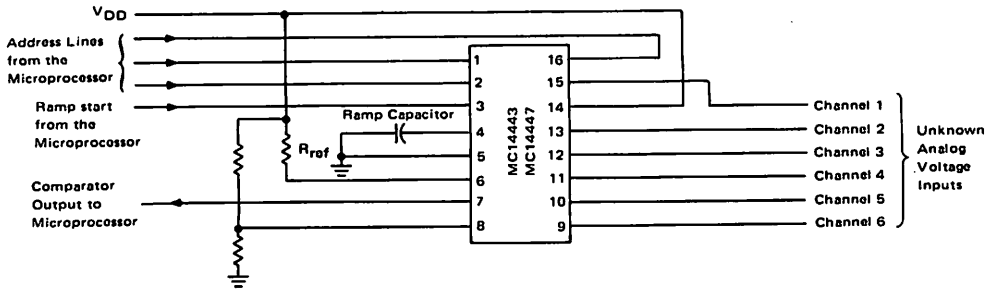 VDD
Address Lines
from the
Microprocessor
Ramp start
from the
Microprocessor
Ramp Capacitor
Rref
Comparator
Output to
Microprocessor
1
2
3
4
5
6
7
8
MC14443
MC14447
16
15
14
13
12
11
10
9
Channel 1
Channel 2
Channel 3
Channel 4
Channel 5
Channel 6
Unknown
Analog
Voltage
Inputs